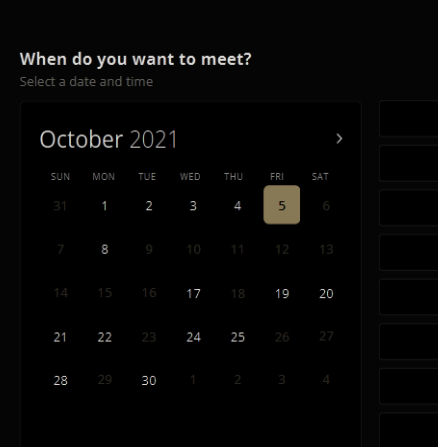 When do you want to meet?
Select a date and time
October 2021 ›
SUN MON TUE WED THU FRI SAT
31 1 2 3 4 5 6
7 8 9 10 11 12 13
14 15 16 17 18 19 20
21 22 23 24 25 26 27
28 29 30 1 2 3 4